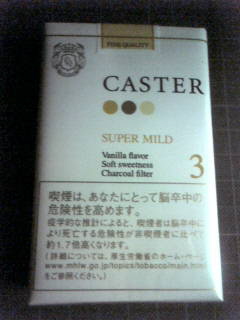 FINE QUALITY
CASTER
SUPER MILD
Vanilla flavor
Soft sweetness
Charcoal filter
3
喫煙は、あなたにとって脳卒中の
危険性を高めます。
疫学的な推計によると、喫煙者は脳卒中に
より死亡する危険性が非喫煙者に比べて
約1.7倍高くなります。
(詳細については、厚生労働省のホーム・ページ
www.mhlw.go.jp/topics/tobacco/main.html
をご参照ください。)